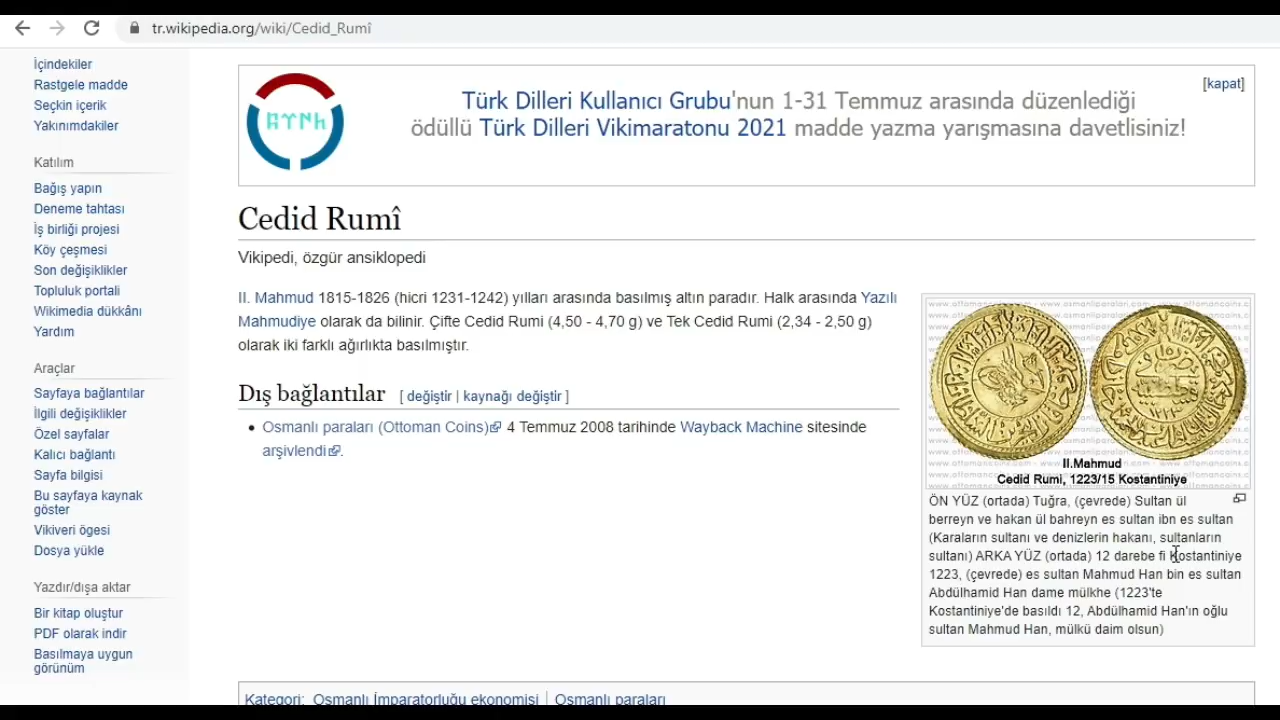 tr.wikipedia.org/wiki/Cedid_Rumî
İçindekiler
Rastgele madde
Seçkin içerik
Yakınımdakiler
Katılım
Bağış yapın
Deneme tahtası
İş birliği projesi
Köy çeşmesi
Son değişiklikler
Topluluk portali
Wikimedia dükkânı
Yardım
Araçlar
Sayfaya bağlantılar
İlgili değişiklikler
Özel sayfalar
Kalıcı bağlantı
Sayfa bilgisi
Bu sayfaya kaynak
göster
Vikiveri ögesi
Dosya yükle
Yazdır/dışa aktar
Bir kitap oluştur
PDF olarak indir
Basılmaya uygun
görünüm
[kapat]
Türk Dilleri Kullanıcı Grubu'nun 1-31 Temmuz arasında düzenlediği
ödüllü Türk Dilleri Vikimaratonu 2021 madde yazma yarışmasına davetlisiniz!
Cedid Rumî
Vikipedi, özgür ansiklopedi
II. Mahmud 1815-1826 (hicri 1231-1242) yılları arasında basılmış altın paradır. Halk arasında Yazılı
Mahmudiye olarak da bilinir. Çifte Cedid Rumi (4,50 - 4,70 g) ve Tek Cedid Rumi (2,34 - 2,50 g)
olarak iki farklı ağırlıkta basılmıştır.
Dış bağlantılar [ değiştir | kaynağı değiştir ]
• Osmanlı paraları (Ottoman Coins) 4 Temmuz 2008 tarihinde Wayback Machine sitesinde
arşivlendi.
II.Mahmud
Cedid Rumi, 1223/15 Kostantiniye
ÖN YÜZ (ortada) Tuğra, (çevrede) Sultan ül
berreyn ve hakan ül bahreyn es sultan ibn es sultan
(Karaların sultanı ve denizlerin hakanı, sultanların
sultanı) ARKA YÜZ (ortada) 12 darebe fi Kostantiniye
1223, (çevrede) es sultan Mahmud Han bin es sultan
Abdülhamid Han dame mülkhe (1223'te
Kostantiniye'de basıldı 12, Abdülhamid Han'ın oğlu
sultan Mahmud Han, mülkü daim olsun)
Kategori: Osmanlı İmparatorluğu ekonomisi | Osmanlı paraları